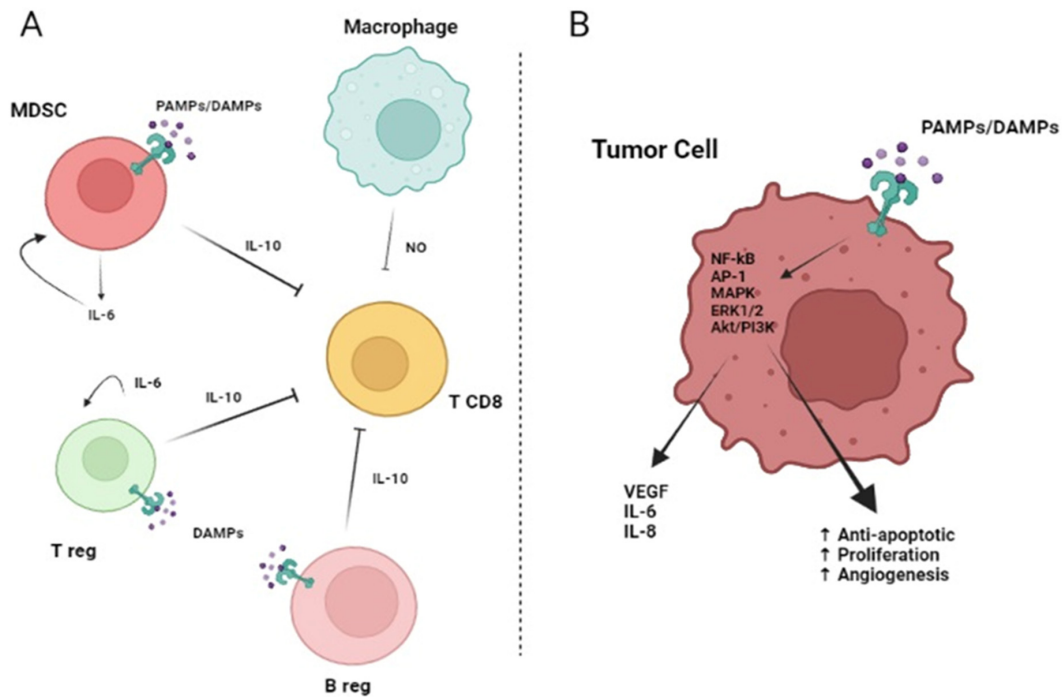 A
Macrophage
MDSC
PAMPs/DAMPs
IL-10
NO
IL-6
IL-6
IL-10
T CD8
IL-10
DAMPs
T reg
B reg
B
PAMPs/DAMPs
Tumor Cell
NF-kB
AP-1
MAPK
ERK1/2
Akt/PI3K
VEGF
IL-6
IL-8
↑ Anti-apoptotic
↑ Proliferation
↑ Angiogenesis